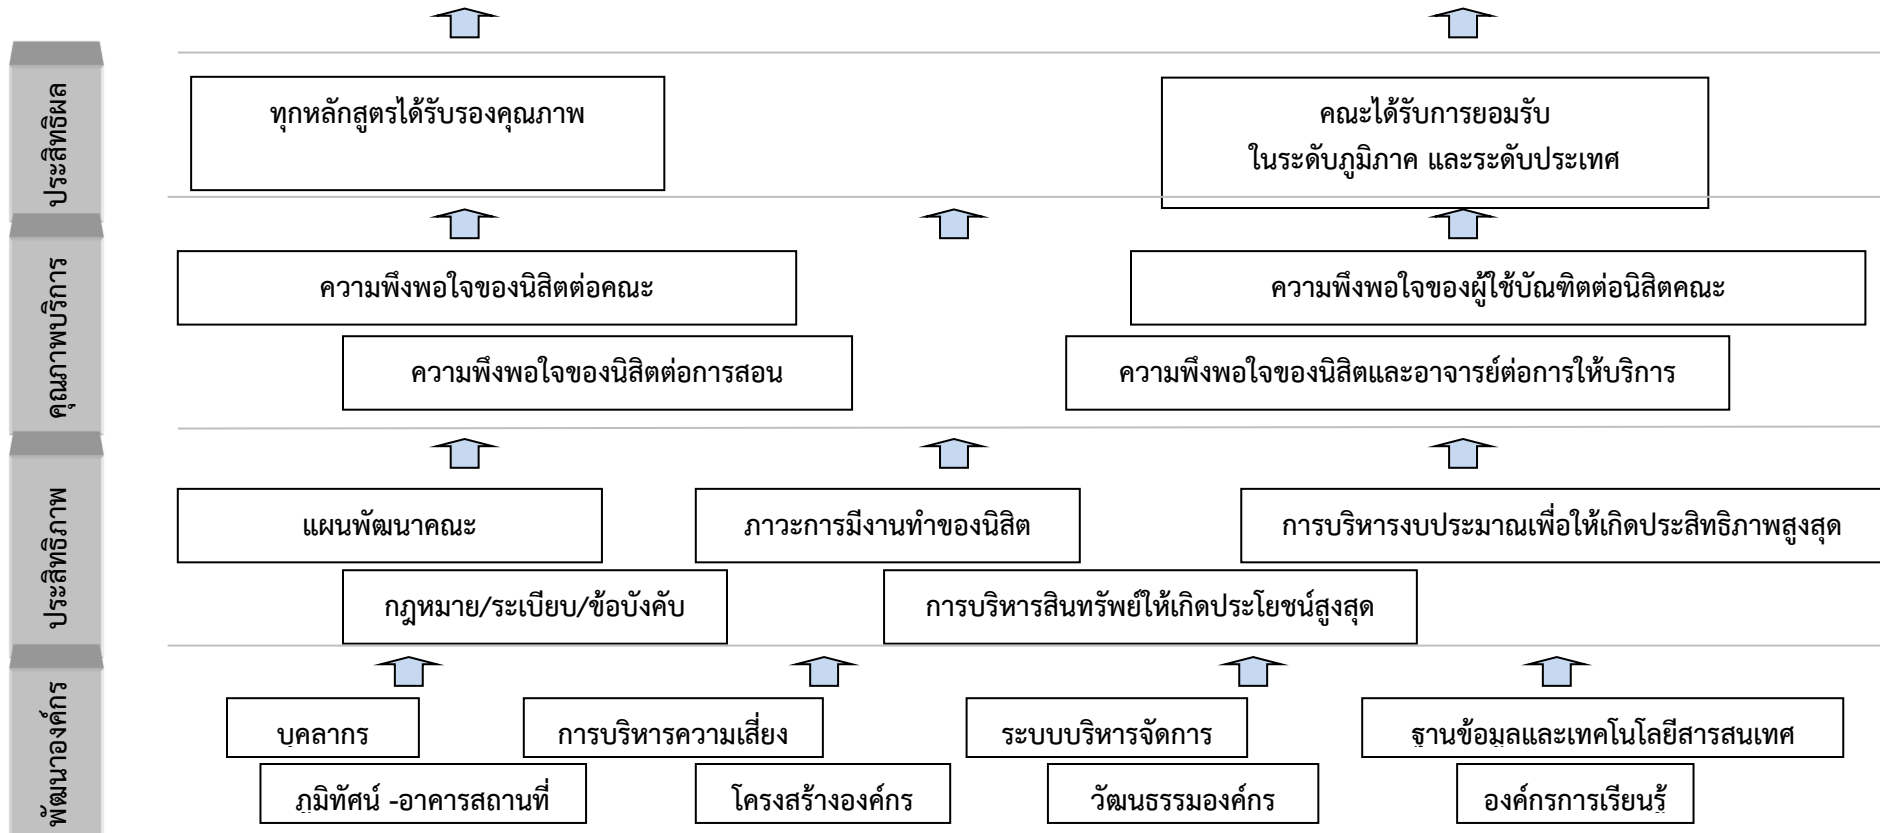 ประสิทธิผล
ทุกหลักสูตรได้รับรองคุณภาพ
คณะได้รับการยอมรับ
ในระดับภูมิภาค และระดับประเทศ
คุณภาพบริการ
ความพึงพอใจของนิสิตต่อคณะ
ความพึงพอใจของผู้ใช้บัณฑิตต่อนิสิตคณะ
ความพึงพอใจของนิสิตต่อการสอน
ความพึงพอใจของนิสิตและอาจารย์ต่อการให้บริการ
ประสิทธิภาพ
แผนพัฒนาคณะ
ภาวะการมีงานทำของนิสิต
การบริหารงบประมาณเพื่อให้เกิดประสิทธิภาพสูงสุด
กฎหมาย/ระเบียบ/ข้อบังคับ
การบริหารสินทรัพย์ให้เกิดประโยชน์สูงสุด
พัฒนาองค์กร
บุคลากร
การบริหารความเสี่ยง
ระบบบริหารจัดการ
ฐานข้อมูลและเทคโนโลยีสารสนเทศ
ภูมิทัศน์ -อาคารสถานที่
โครงสร้างองค์กร
วัฒนธรรมองค์กร
องค์กรการเรียนรู้